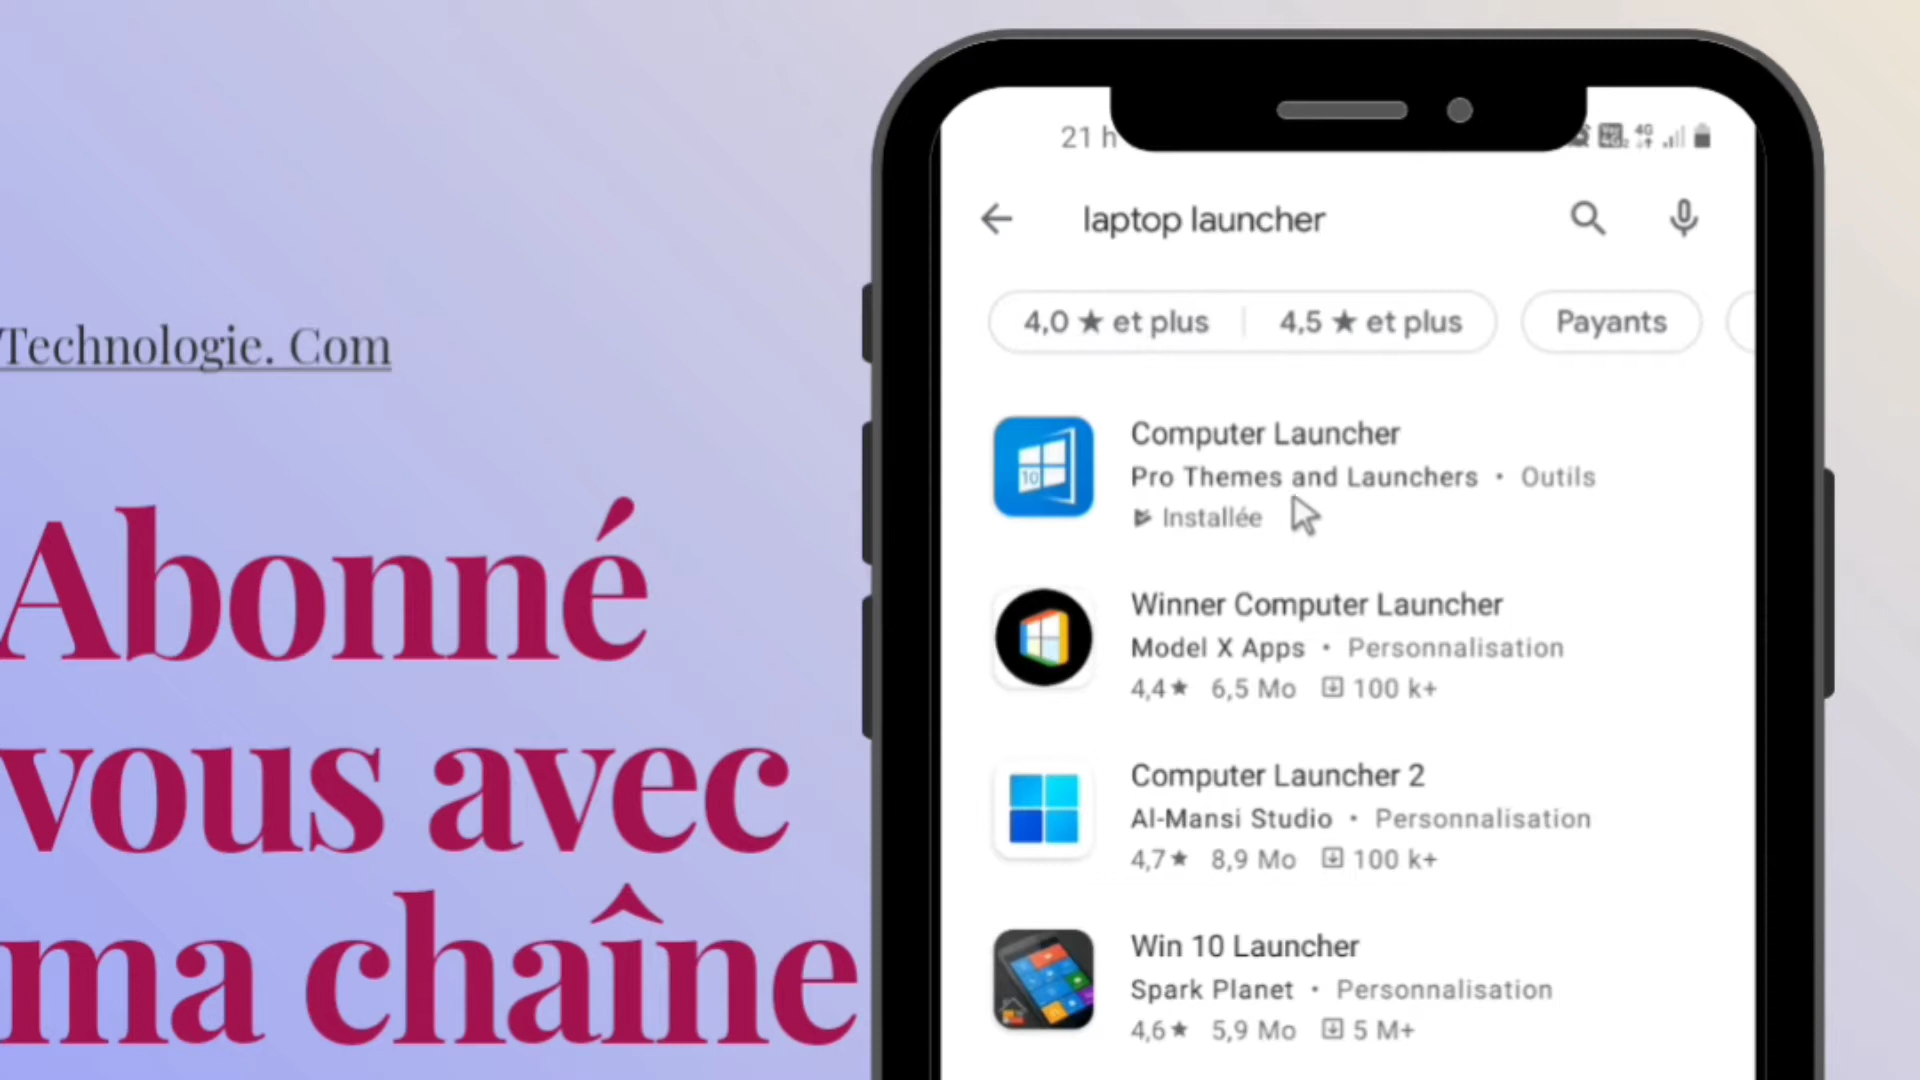 Technologie. Com
Abonné
vous avec
ma chaîne
21 h
4G
laptop launcher
4,0 ★ et plus
4,5 ★ et plus
Payants
Computer Launcher
Pro Themes and Launchers • Outils
Installée
Winner Computer Launcher
Model X Apps • Personnalisation
4,4★ 6,5 Mo 100 k+
Computer Launcher 2
Al-Mansi Studio • Personnalisation
4,7★ 8,9 Mo 100 k+
Win 10 Launcher
Spark Planet • Personnalisation
4,6★ 5,9 Mo 5 M+